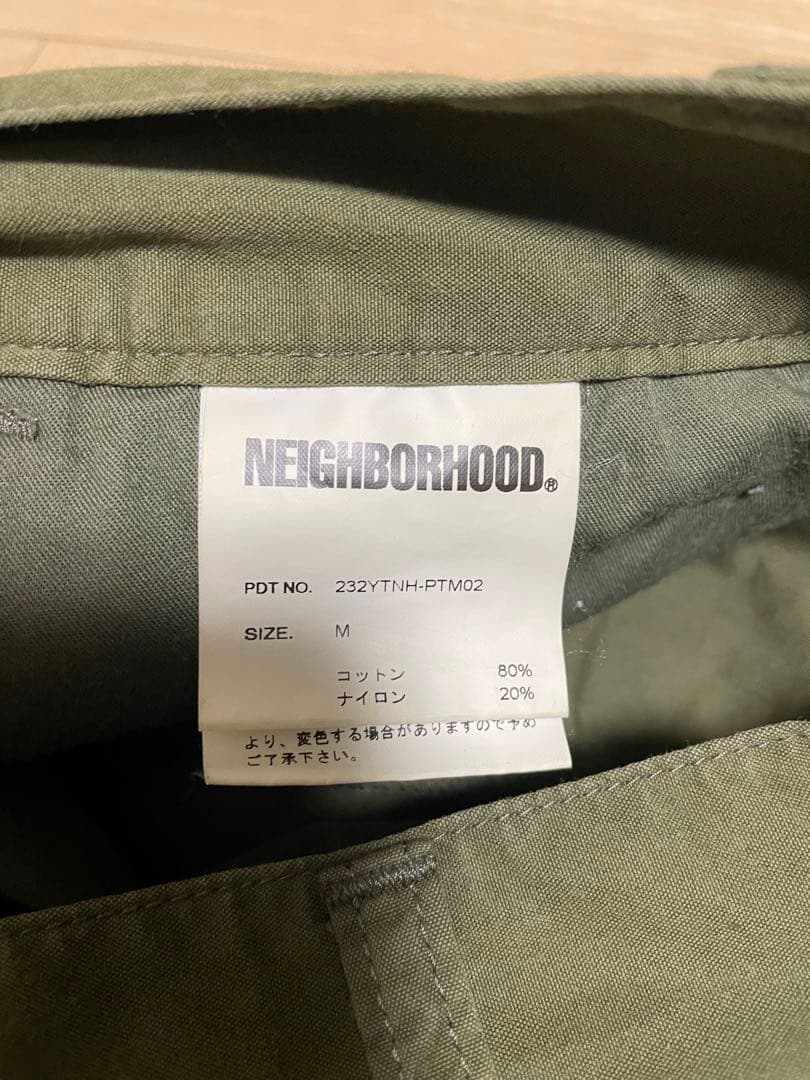 NEIGHBORHOOD®
PDT NO. 232YTNH-PTM02
SIZE. M
コットン 80%
ナイロン 20%
より、変色する場合がありますので予め
ご了承下さい。